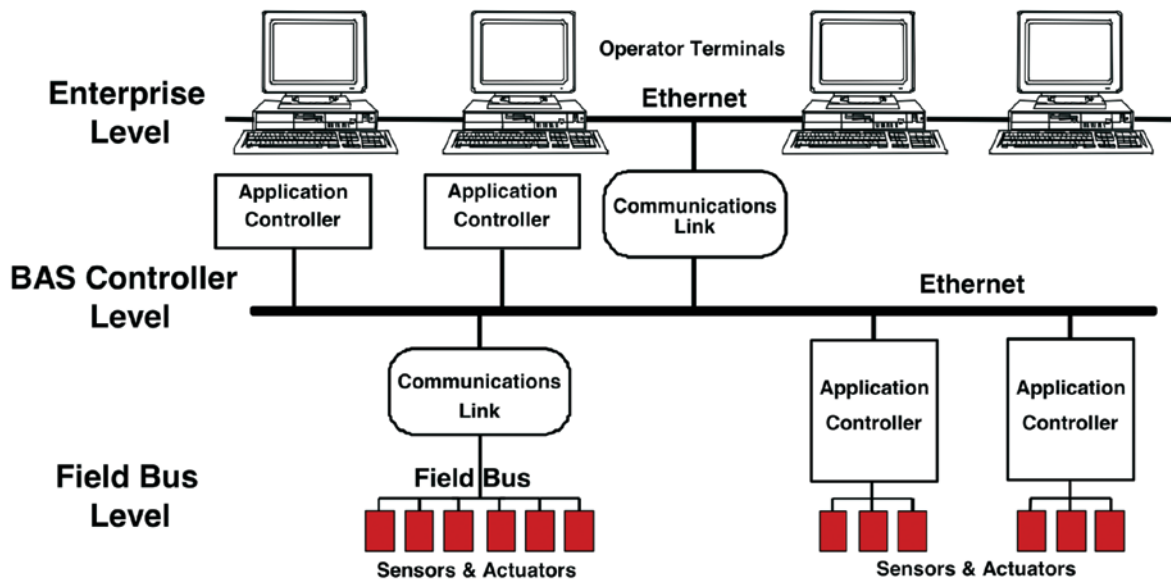 Operator Terminals
Enterprise
Level
Ethernet
Application
Controller
Application
Controller
Communications
Link
BAS Controller
Level
Ethernet
Communications
Link
Application
Controller
Application
Controller
Field Bus
Level
Field Bus
Sensors & Actuators
Sensors & Actuators